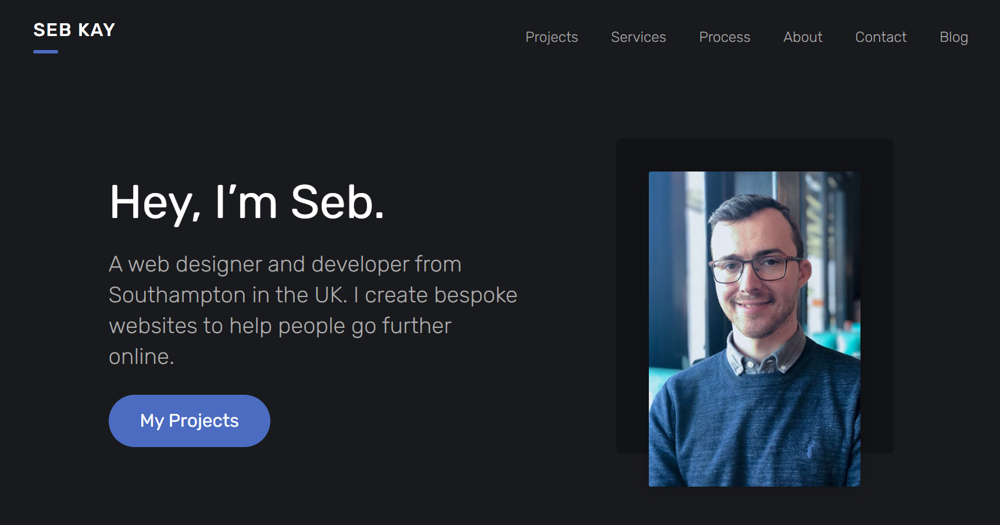 SEB KAY
Projects Services Process About Contact Blog
Hey, I’m Seb.
A web designer and developer from
Southampton in the UK. I create bespoke
websites to help people go further
online.
My Projects